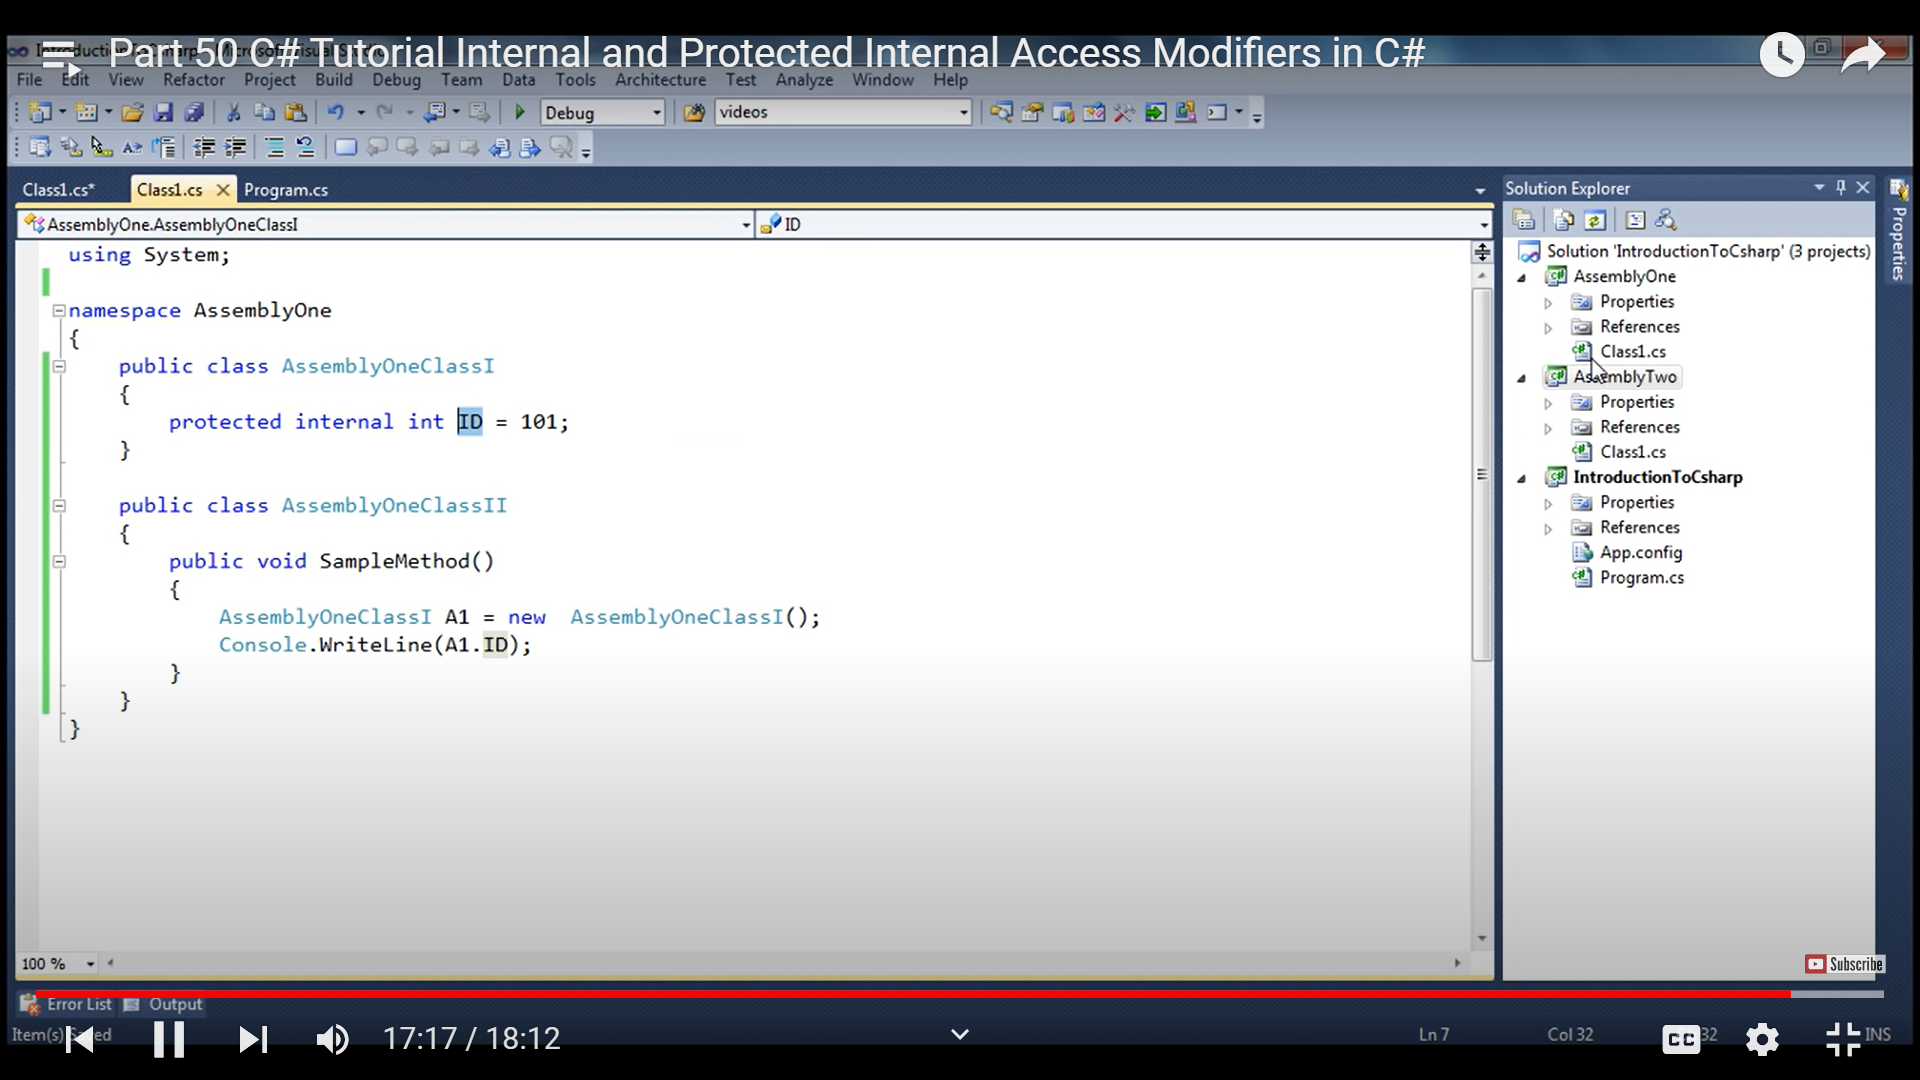 Part 50 C# Tutorial Internal and Protected Internal Access Modifiers in C#
File Edit View Refactor Project Build Debug Team Data Tools Architecture Test Analyze Window Help
Debug videos
Class1.cs* Class1.cs Program.cs
AssemblyOne.AssemblyOneClassI ID
using System;
namespace AssemblyOne
{
public class AssemblyOneClassI
{
protected internal int ID = 101;
}
public class AssemblyOneClassII
{
public void SampleMethod()
{
AssemblyOneClassI A1 = new AssemblyOneClassI();
Console.WriteLine(A1.ID);
}
}
}
100 %
Solution Explorer
Solution 'IntroductionToCsharp' (3 projects)
AssemblyOne
Properties
References
Class1.cs
AssemblyTwo
Properties
References
Class1.cs
IntroductionToCsharp
Properties
References
App.config
Program.cs
Properties
Subscribe
Error List Output
Item(s) Saved
17:17 / 18:12
Ln 7 Col 32 CC 32 INS